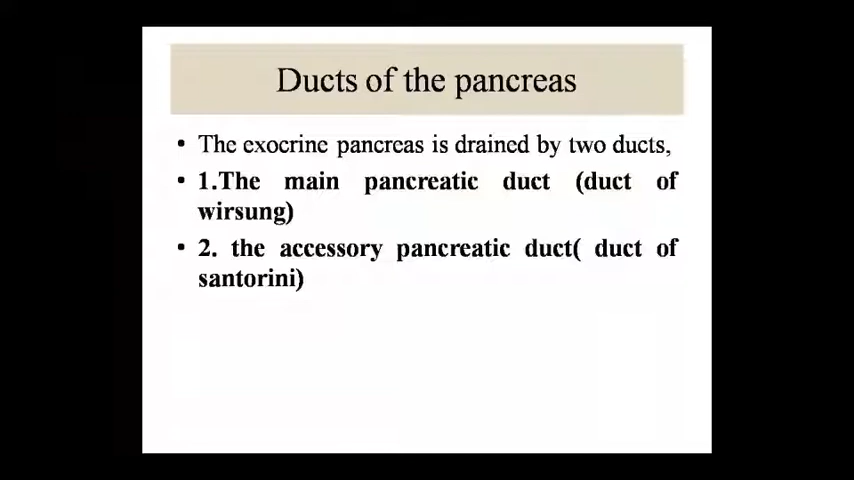 Ducts of the pancreas
• The exocrine pancreas is drained by two ducts,
• 1.The main pancreatic duct (duct of
wirsung)
• 2. the accessory pancreatic duct( duct of
santorini)